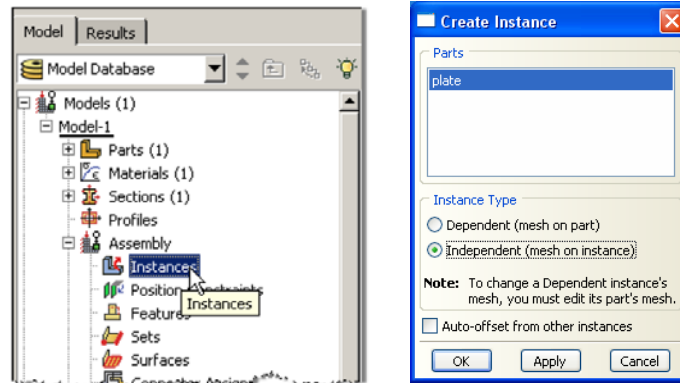 Model
Results
Model Database
Models (1)
Model-1
Parts (1)
Materials (1)
Sections (1)
Profiles
Assembly
Instances
Position Constraints
Instances
Features
Sets
Surfaces
Create Instance
Parts
plate
Instance Type
Dependent (mesh on part)
Independent (mesh on instance)
Note: To change a Dependent instance's
mesh, you must edit its part's mesh.
Auto-offset from other instances
OK
Apply
Cancel